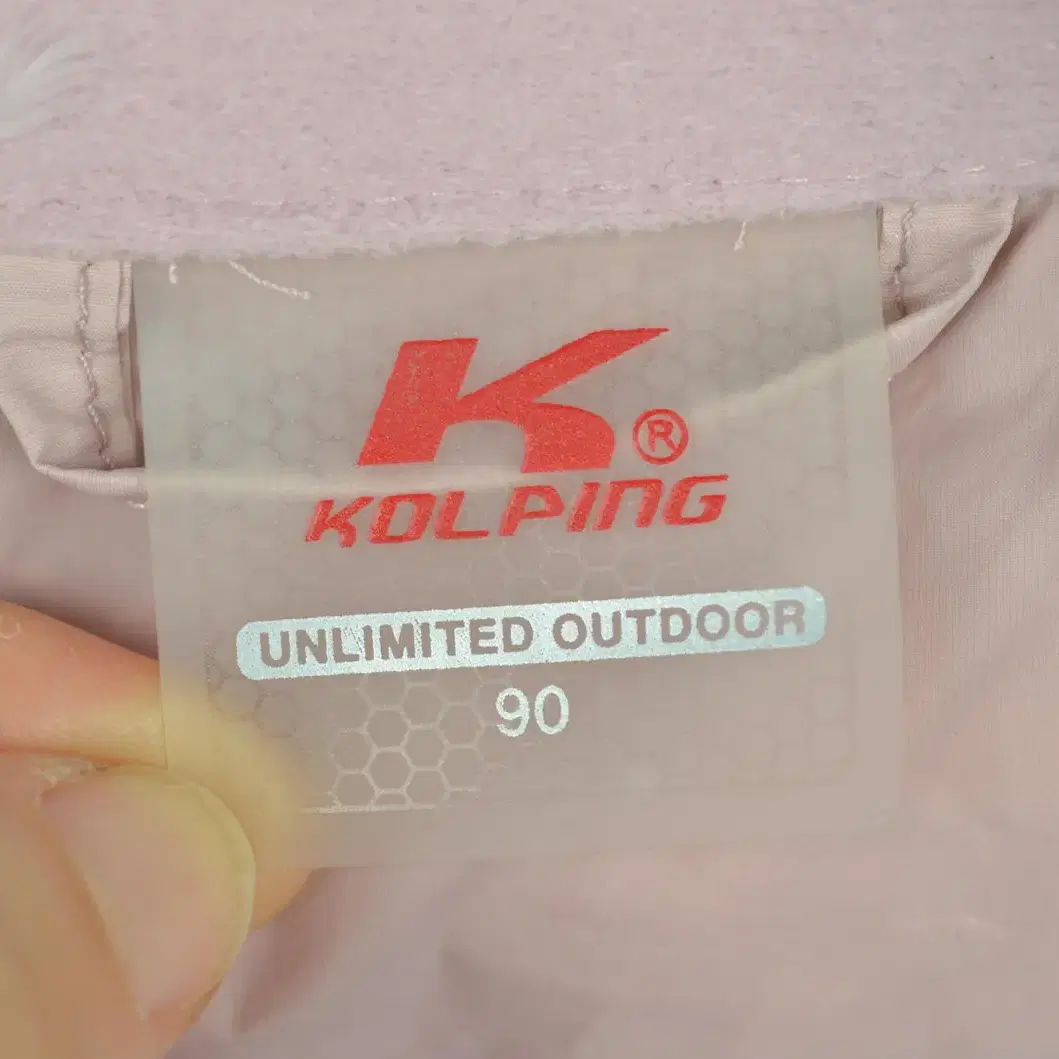 K®
KOLPING
UNLIMITED OUTDOOR
90